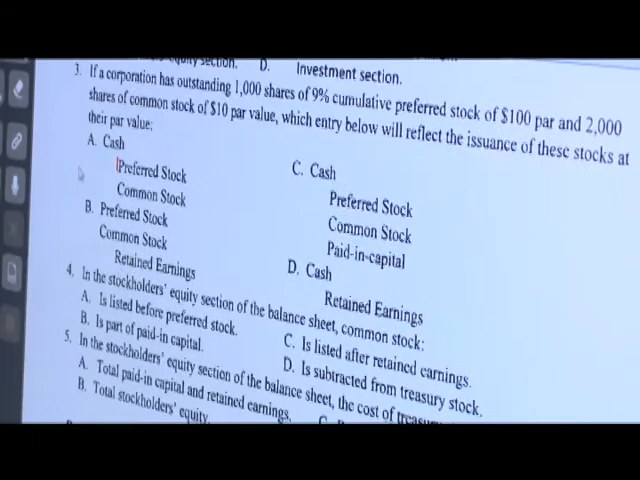 equity section. D. Investment section.
3. If a corporation has outstanding 1,000 shares of 9% cumulative preferred stock of $100 par and 2,000
shares of common stock of $10 par value, which entry below will reflect the issuance of these stocks at
their par value:
A. Cash
Preferred Stock
Common Stock
B. Preferred Stock
Common Stock
Retained Earnings
C. Cash
Preferred Stock
Common Stock
Paid-in-capital
D. Cash
Retained Earnings
4. In the stockholders' equity section of the balance sheet, common stock:
A. Is listed before preferred stock.
B. Is part of paid-in capital.
C. Is listed after retained earnings.
D. Is subtracted from treasury stock.
5. In the stockholders' equity section of the balance sheet, the cost of
A. Total paid-in capital and retained earnings.
B. Total stockholders' equity.